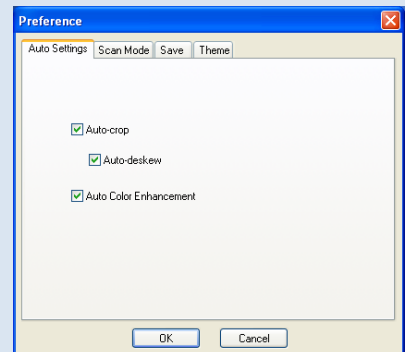 Preference
Auto Settings Scan Mode Save Theme
Auto-crop
Auto-deskew
Auto Color Enhancement
OK Cancel